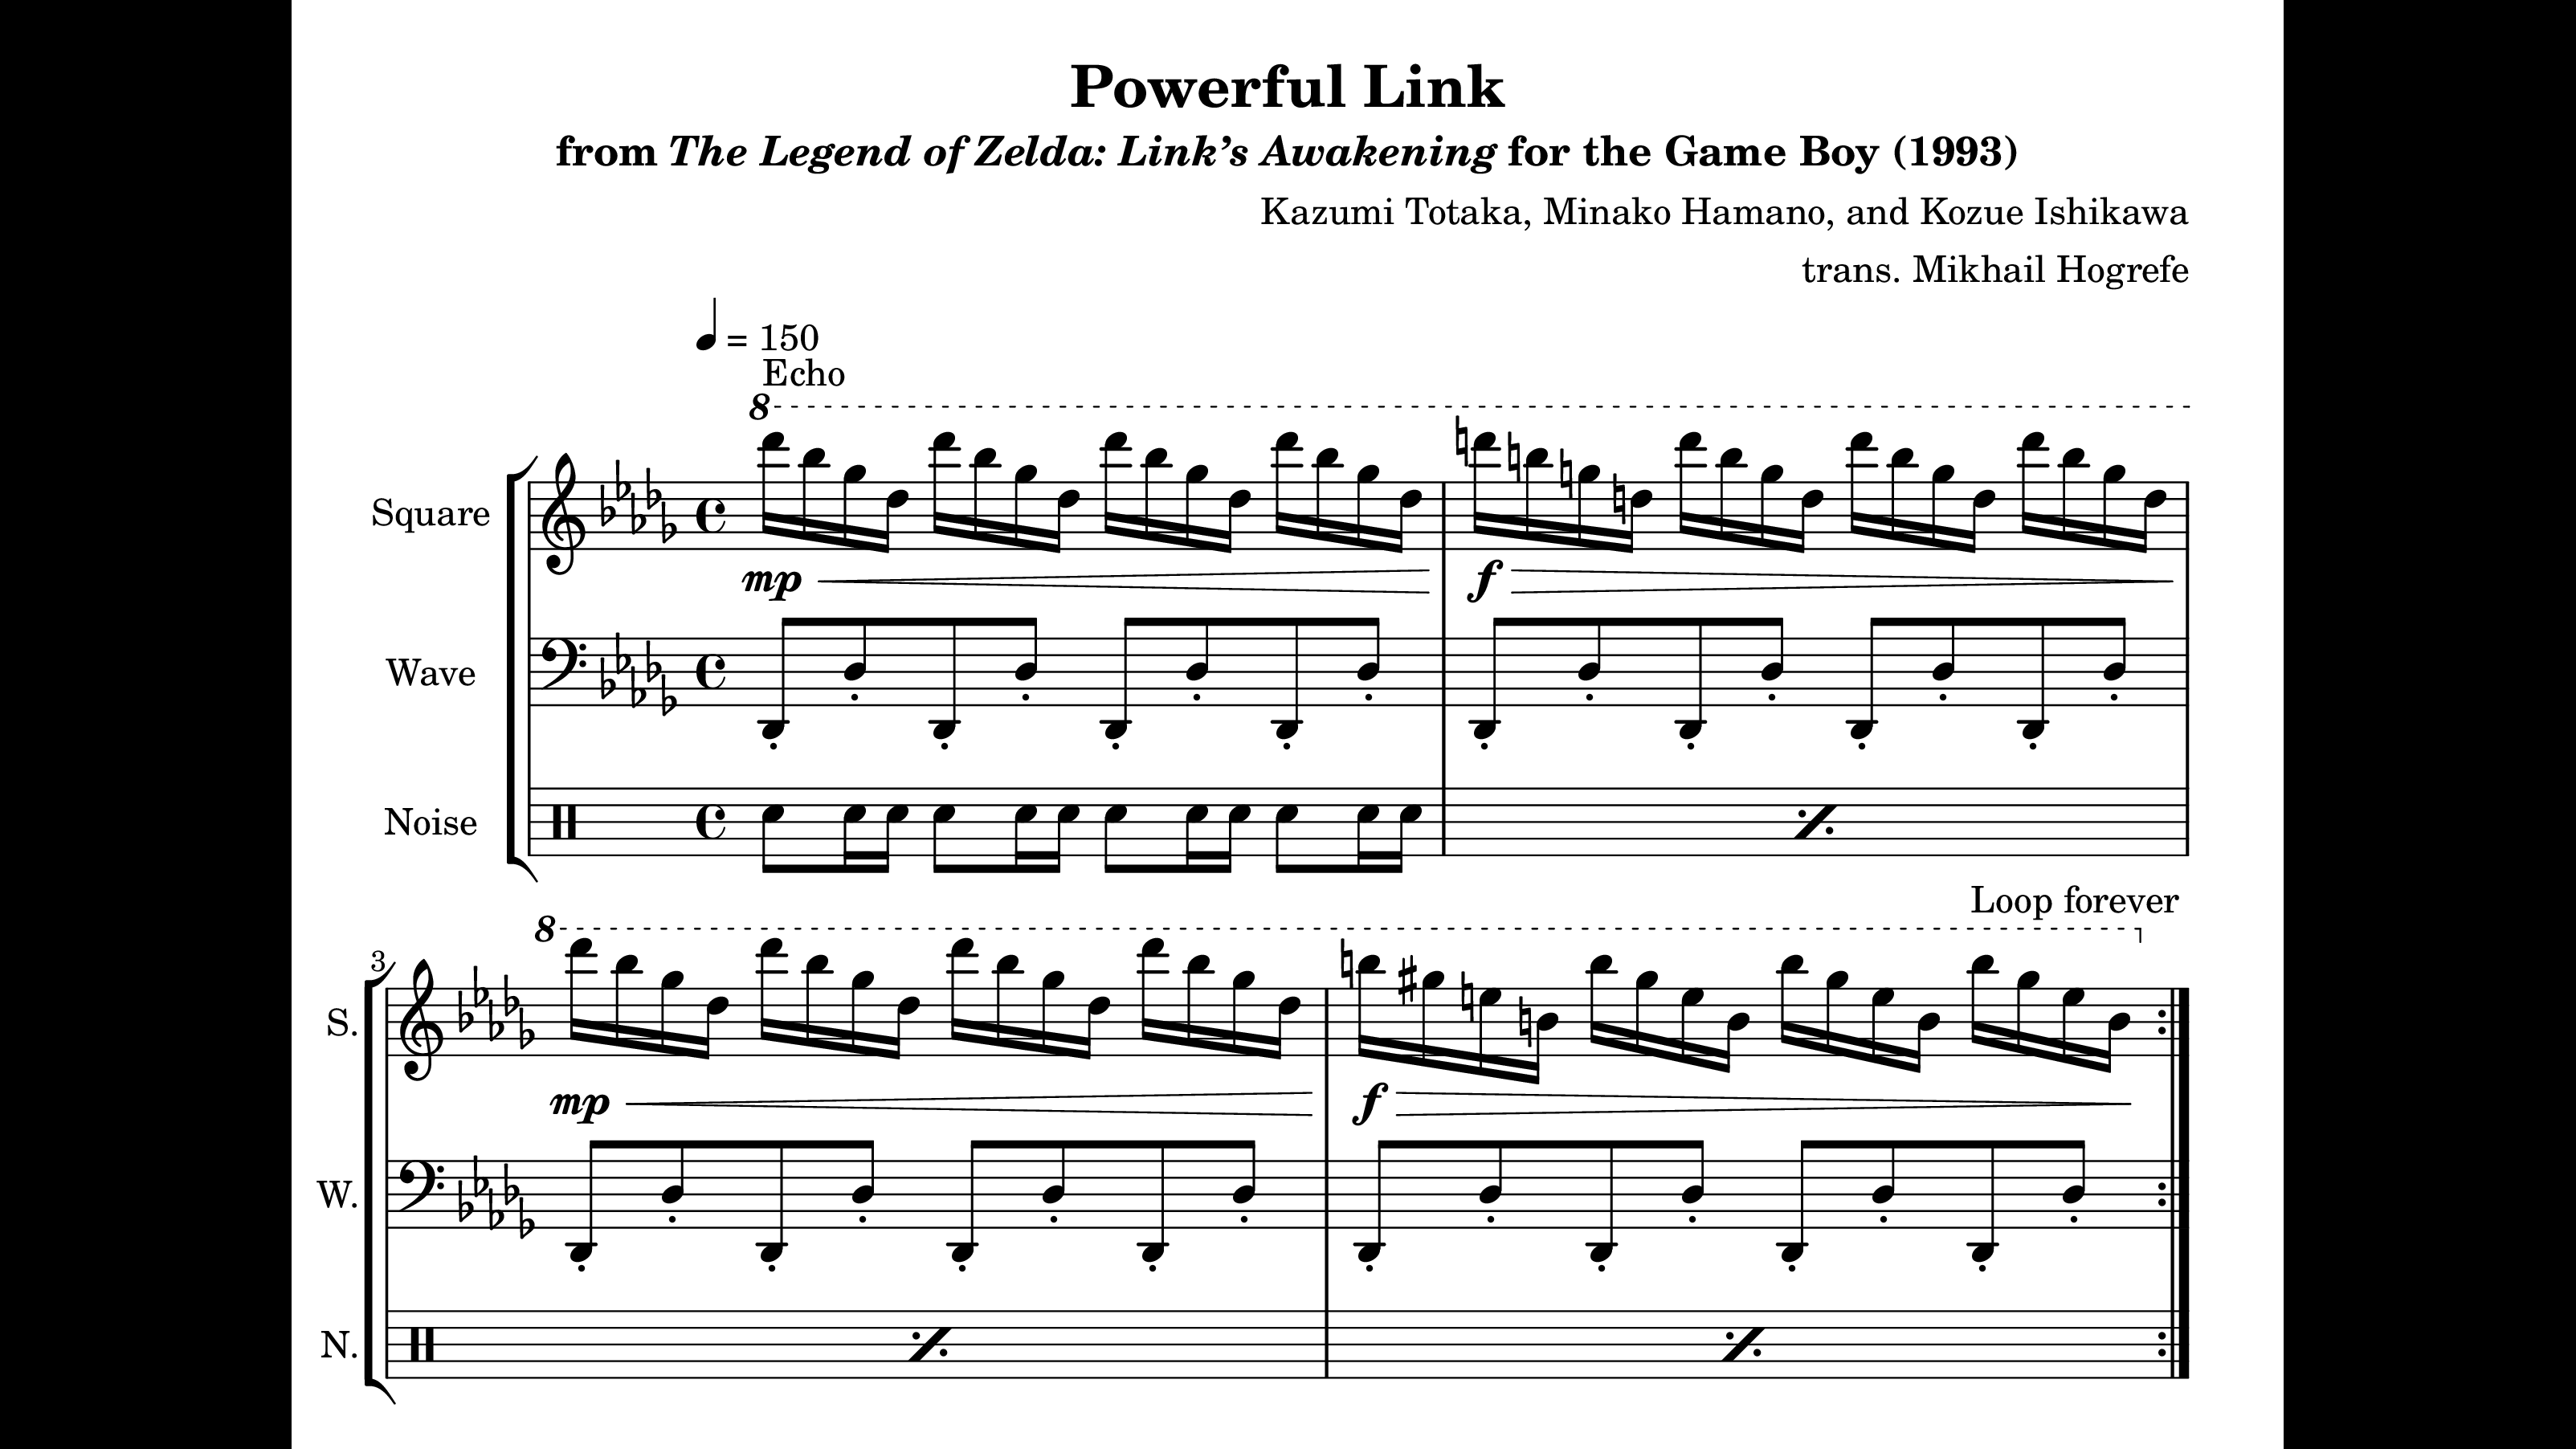 Powerful Link
from The Legend of Zelda: Link’s Awakening for the Game Boy (1993)
Kazumi Totaka, Minako Hamano, and Kozue Ishikawa
trans. Mikhail Hogrefe
= 150
Echo
8
Square
mp
f
Wave
Noise
Loop forever
8
3
S.
mp
f
W.
N.